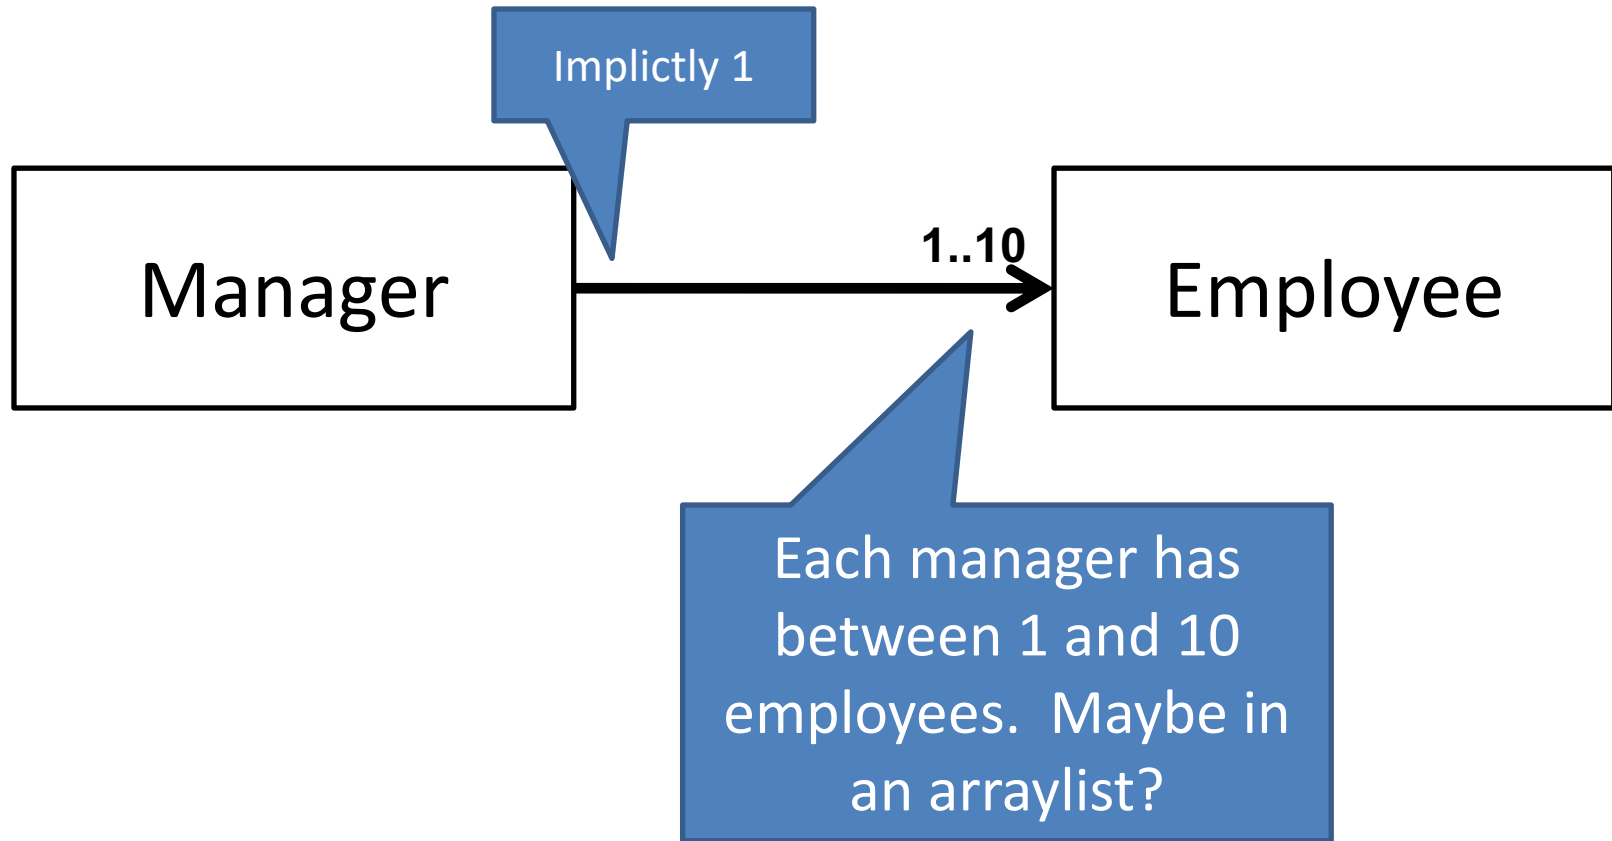 Implictly 1
Manager
1..10
Employee
Each manager has
between 1 and 10
employees.  Maybe in
an arraylist?